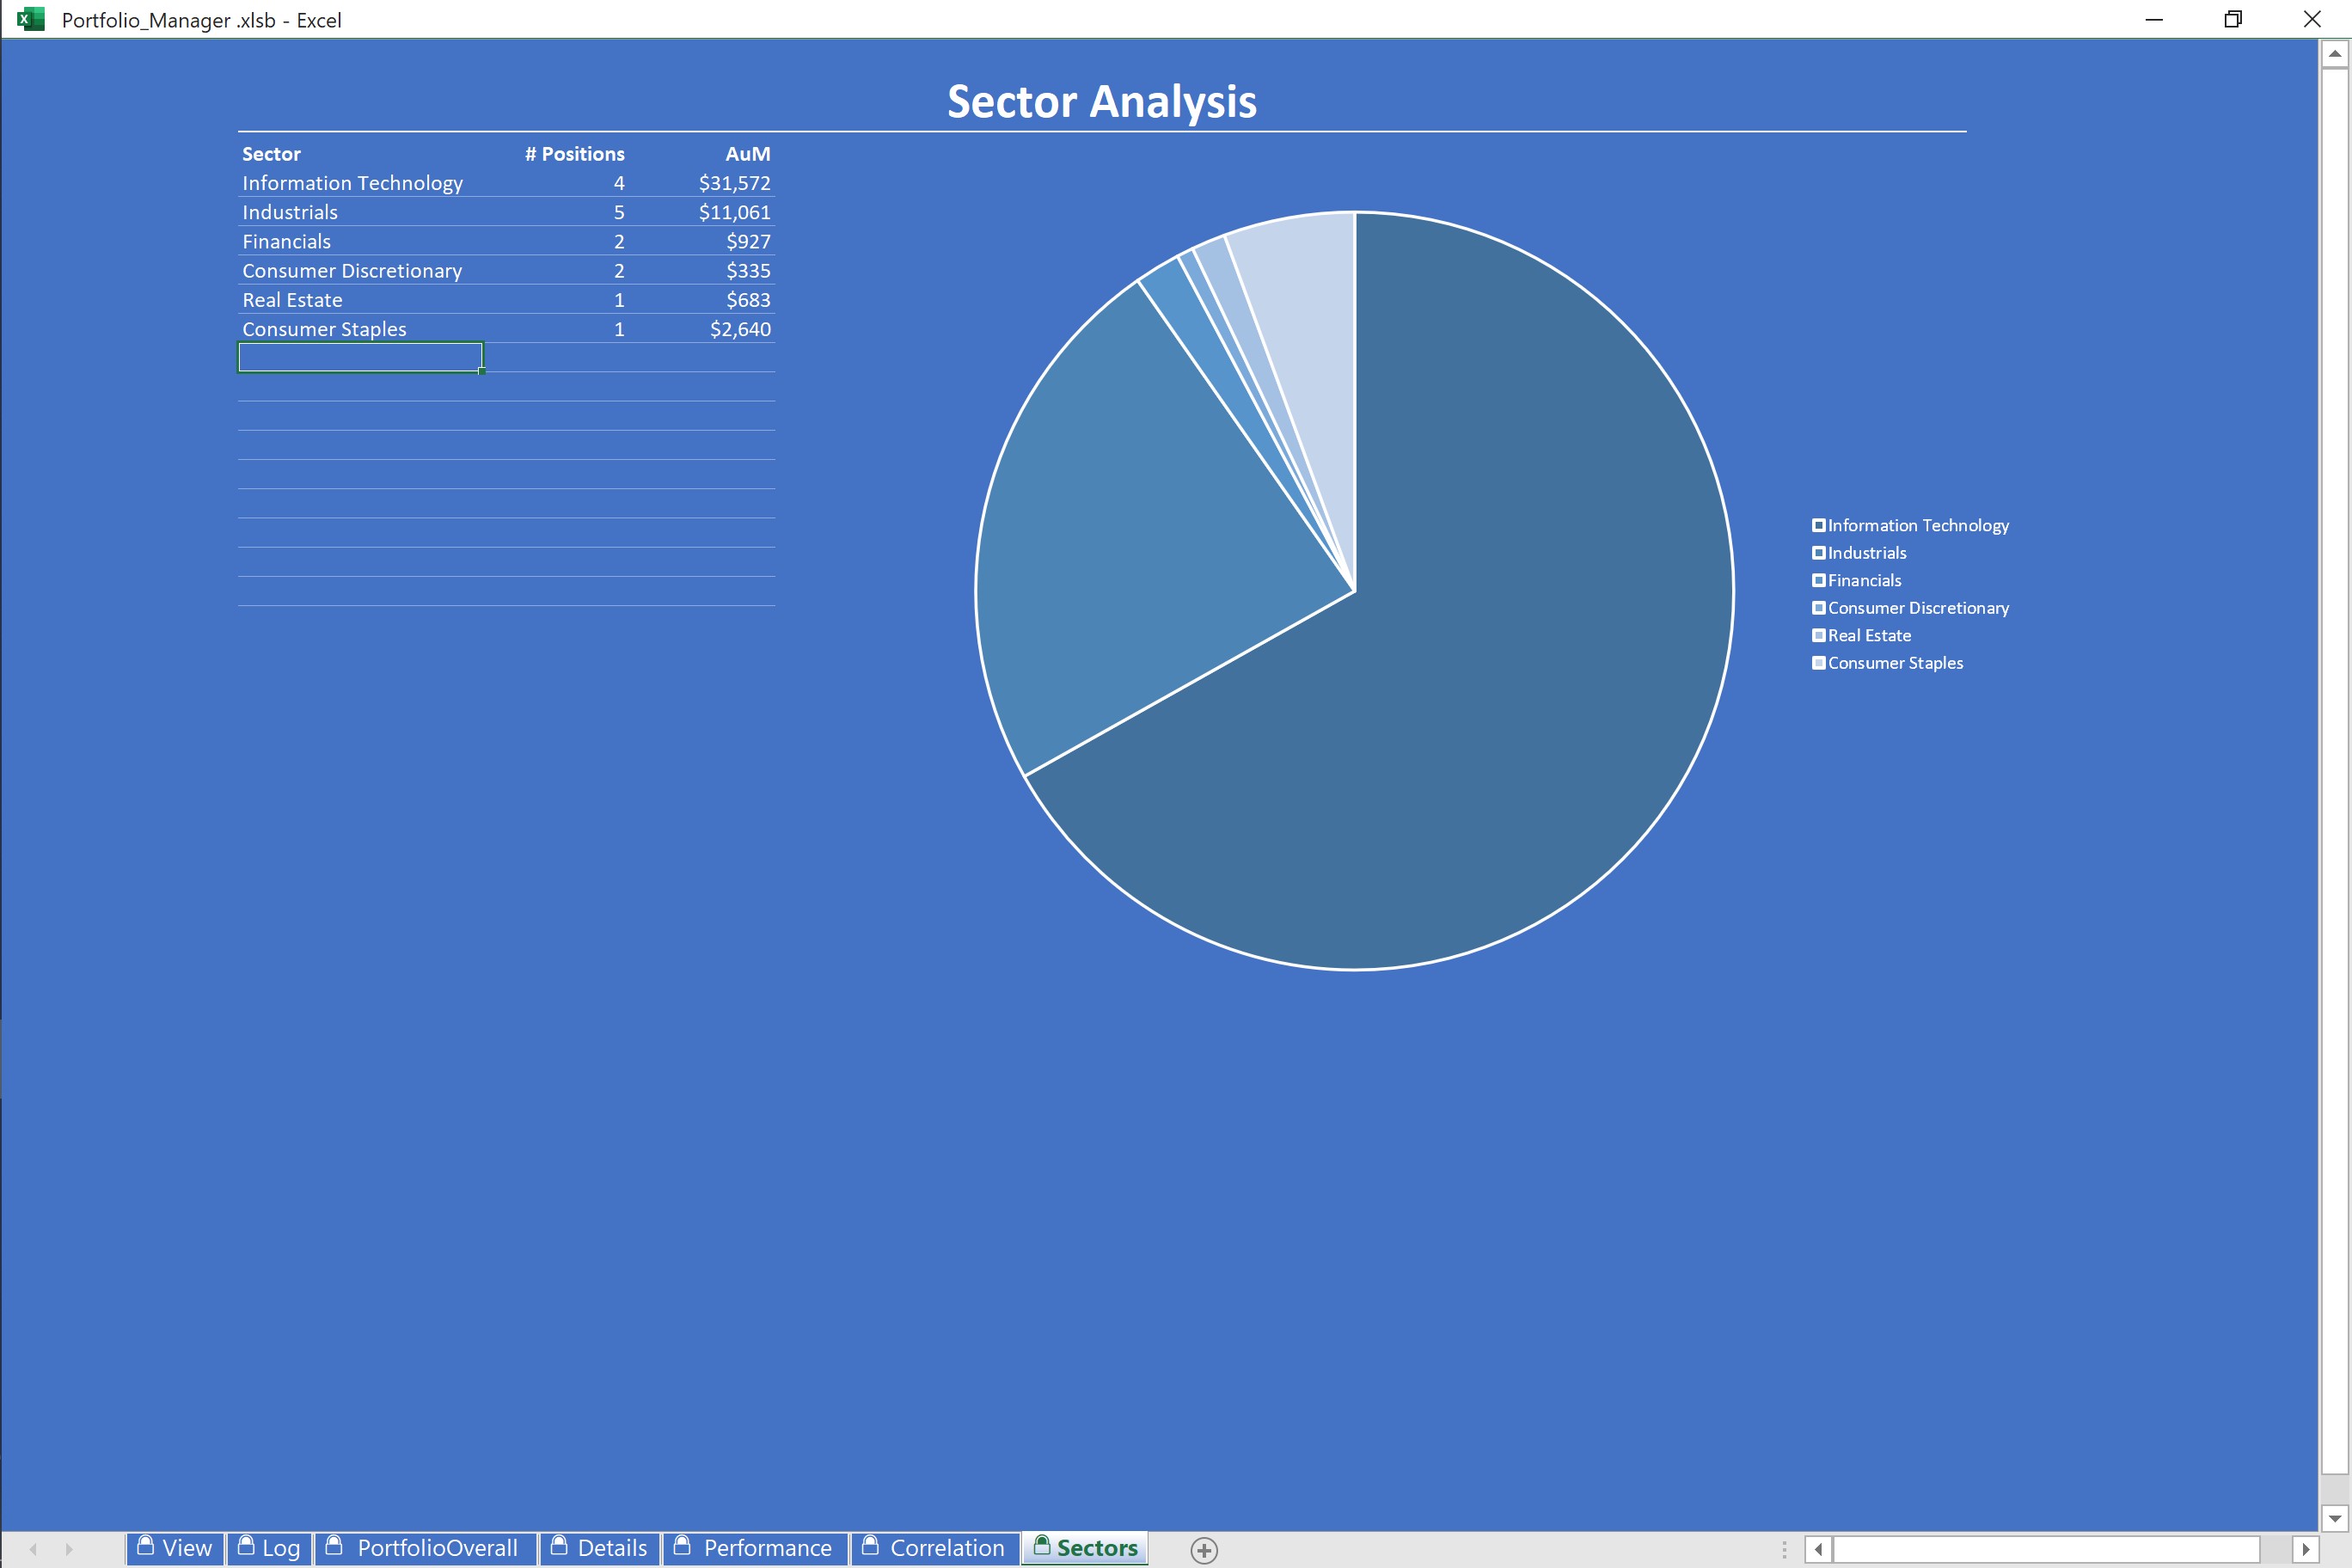 Portfolio_Manager .xlsb - Excel
Sector Analysis
Sector # Positions AuM
Information Technology 4 $31,572
Industrials 5 $11,061
Financials 2 $927
Consumer Discretionary 2 $335
Real Estate 1 $683
Consumer Staples 1 $2,640
Information Technology
Industrials
Financials
Consumer Discretionary
Real Estate
Consumer Staples
View Log PortfolioOverall Details Performance Correlation Sectors